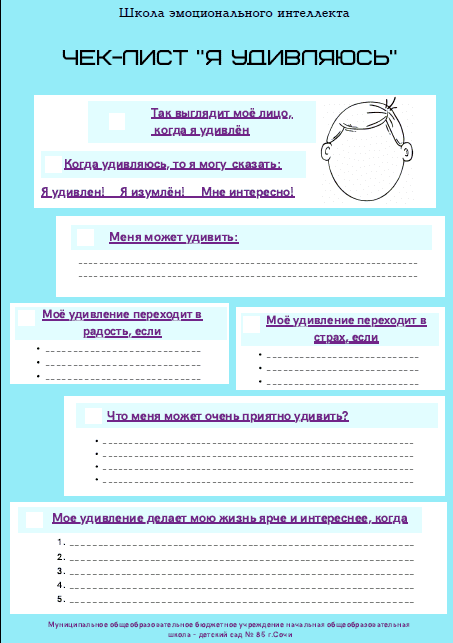 Школа эмоционального интеллекта
ЧЕК-ЛИСТ "Я УДИВЛЯЮСЬ"
Так выглядит моё лицо,
когда я удивлён
Когда удивляюсь, то я могу сказать:
Я удивлен! Я изумлён! Мне интересно!
Меня может удивить:
Моё удивление переходит в
радость, если
Моё удивление переходит в
страх, если
Что меня может очень приятно удивить?
Мое удивление делает мою жизнь ярче и интереснее, когда
1.
2.
3.
4.
5.
Муниципальное общеобразовательное бюджетное учреждение начальная общеобразовательная
школа - детский сад № 85 г.Сочи